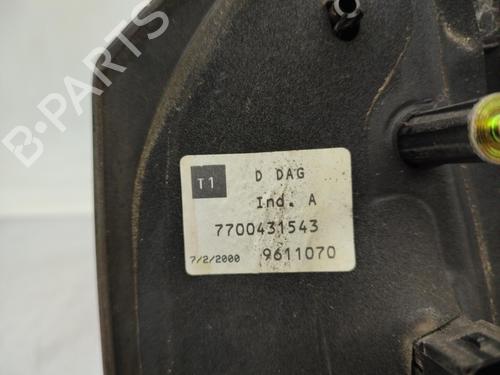 B-PARTS
T1
D DAG
Ind. A
7700431543
7/2/2000 9611070